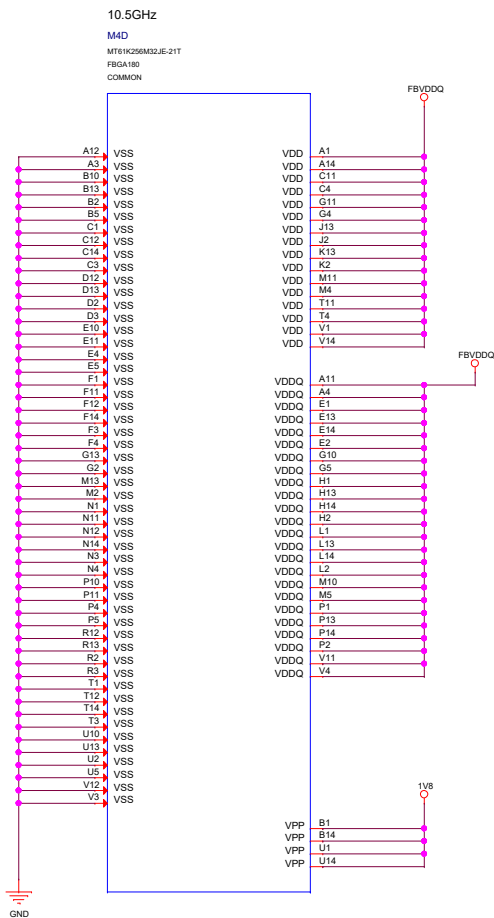 10.5GHz
M4D
MT61K256M32JE-21T
FBGA180
COMMON
FBVDDQ
A12 VSS VDD A1
A3 VSS VDD A14
B10 VSS VDD C11
B13 VSS VDD C4
B2 VSS VDD G11
B5 VSS VDD G4
C1 VSS VDD J13
C12 VSS VDD J2
C14 VSS VDD K13
C3 VSS VDD K2
D12 VSS VDD M11
D13 VSS VDD M4
D2 VSS VDD T11
D3 VSS VDD T4
E10 VSS VDD V1
E11 VSS VDD V14
E4 VSS
FBVDDQ
E5 VSS
F1 VSS VDDQ A11
F11 VSS VDDQ A4
F12 VSS VDDQ E1
F14 VSS VDDQ E13
F3 VSS VDDQ E14
F4 VSS VDDQ E2
G13 VSS VDDQ G10
G2 VSS VDDQ G5
M13 VSS VDDQ H1
M2 VSS VDDQ H13
N1 VSS VDDQ H14
N11 VSS VDDQ H2
N12 VSS VDDQ L1
N14 VSS VDDQ L13
N3 VSS VDDQ L14
N4 VSS VDDQ L2
P10 VSS VDDQ M10
P11 VSS VDDQ M5
P4 VSS VDDQ P1
P5 VSS VDDQ P13
R12 VSS VDDQ P14
R13 VSS VDDQ P2
R2 VSS VDDQ V11
R3 VSS VDDQ V4
T1 VSS
T12 VSS
T14 VSS
T3 VSS
U10 VSS
U13 VSS
U2 VSS
U5 VSS
V12 VSS
1V8
V3 VSS
VPP B1
VPP B14
VPP U1
VPP U14
GND